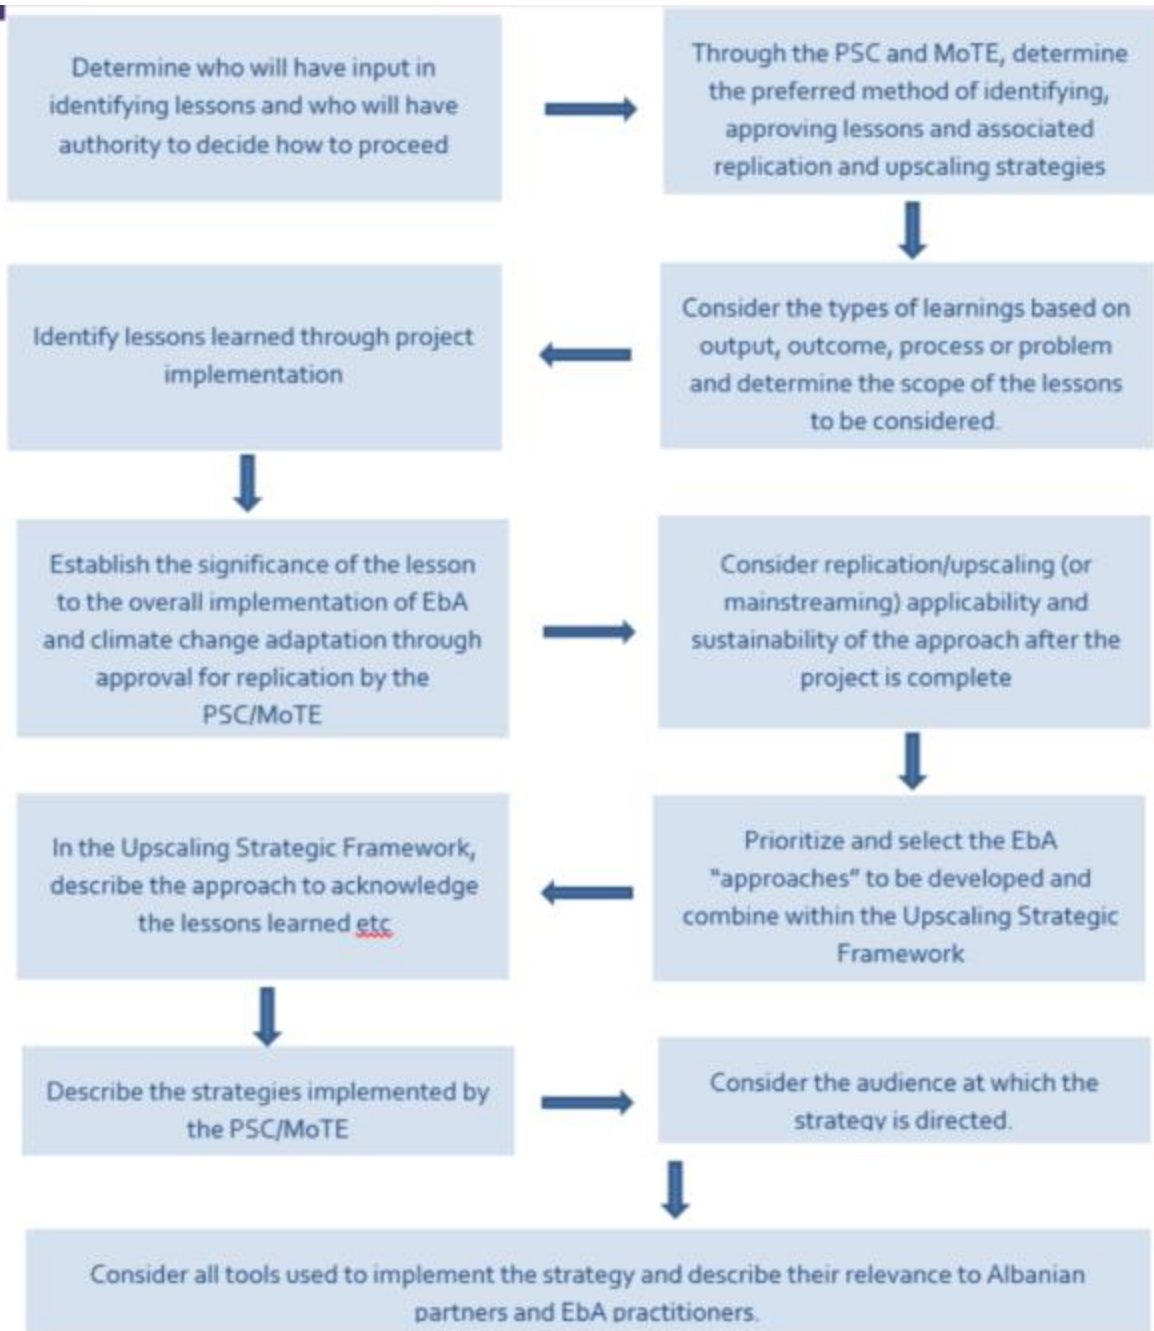 Determine who will have input in
identifying lessons and who will have
authority to decide how to proceed
Through the PSC and MoTE, determine
the preferred method of identifying,
approving lessons and associated
replication and upscaling strategies
Consider the types of learnings based on
output, outcome, process or problem
and determine the scope of the lessons
to be considered.
Identify lessons learned through project
implementation
Establish the significance of the lesson
to the overall implementation of EbA
and climate change adaptation through
approval for replication by the
PSC/MoTE
Consider replication/upscaling (or
mainstreaming) applicability and
sustainability of the approach after the
project is complete
Prioritize and select the EbA
"approaches" to be developed and
combine within the Upscaling Strategic
Framework
In the Upscaling Strategic Framework,
describe the approach to acknowledge
the lessons learned etc
Describe the strategies implemented by
the PSC/MoTE
Consider the audience at which the
strategy is directed.
Consider all tools used to implement the strategy and describe their relevance to Albanian
partners and EbA practitioners.